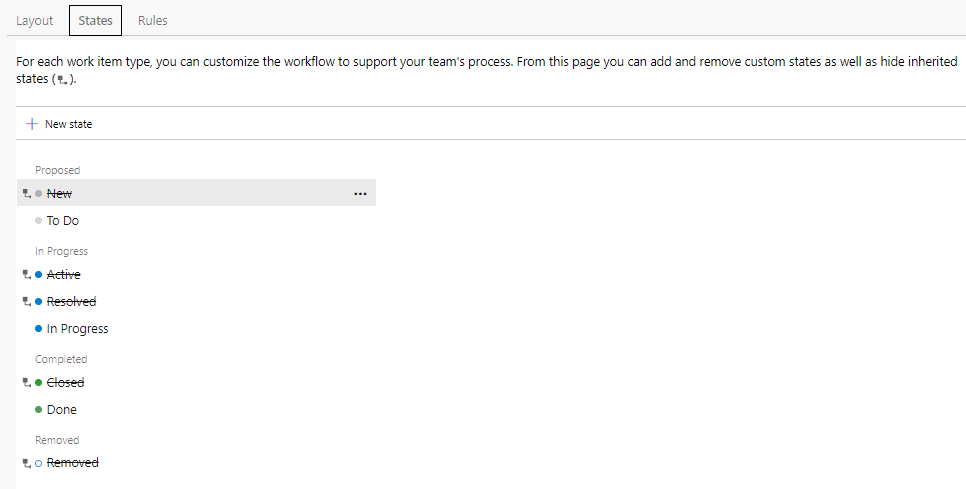 Layout States Rules
For each work item type, you can customize the workflow to support your team's process. From this page you can add and remove custom states as well as hide inherited
states ( ).
New state
Proposed
New
To Do
In Progress
Active
Resolved
In Progress
Completed
Closed
Done
Removed
Removed